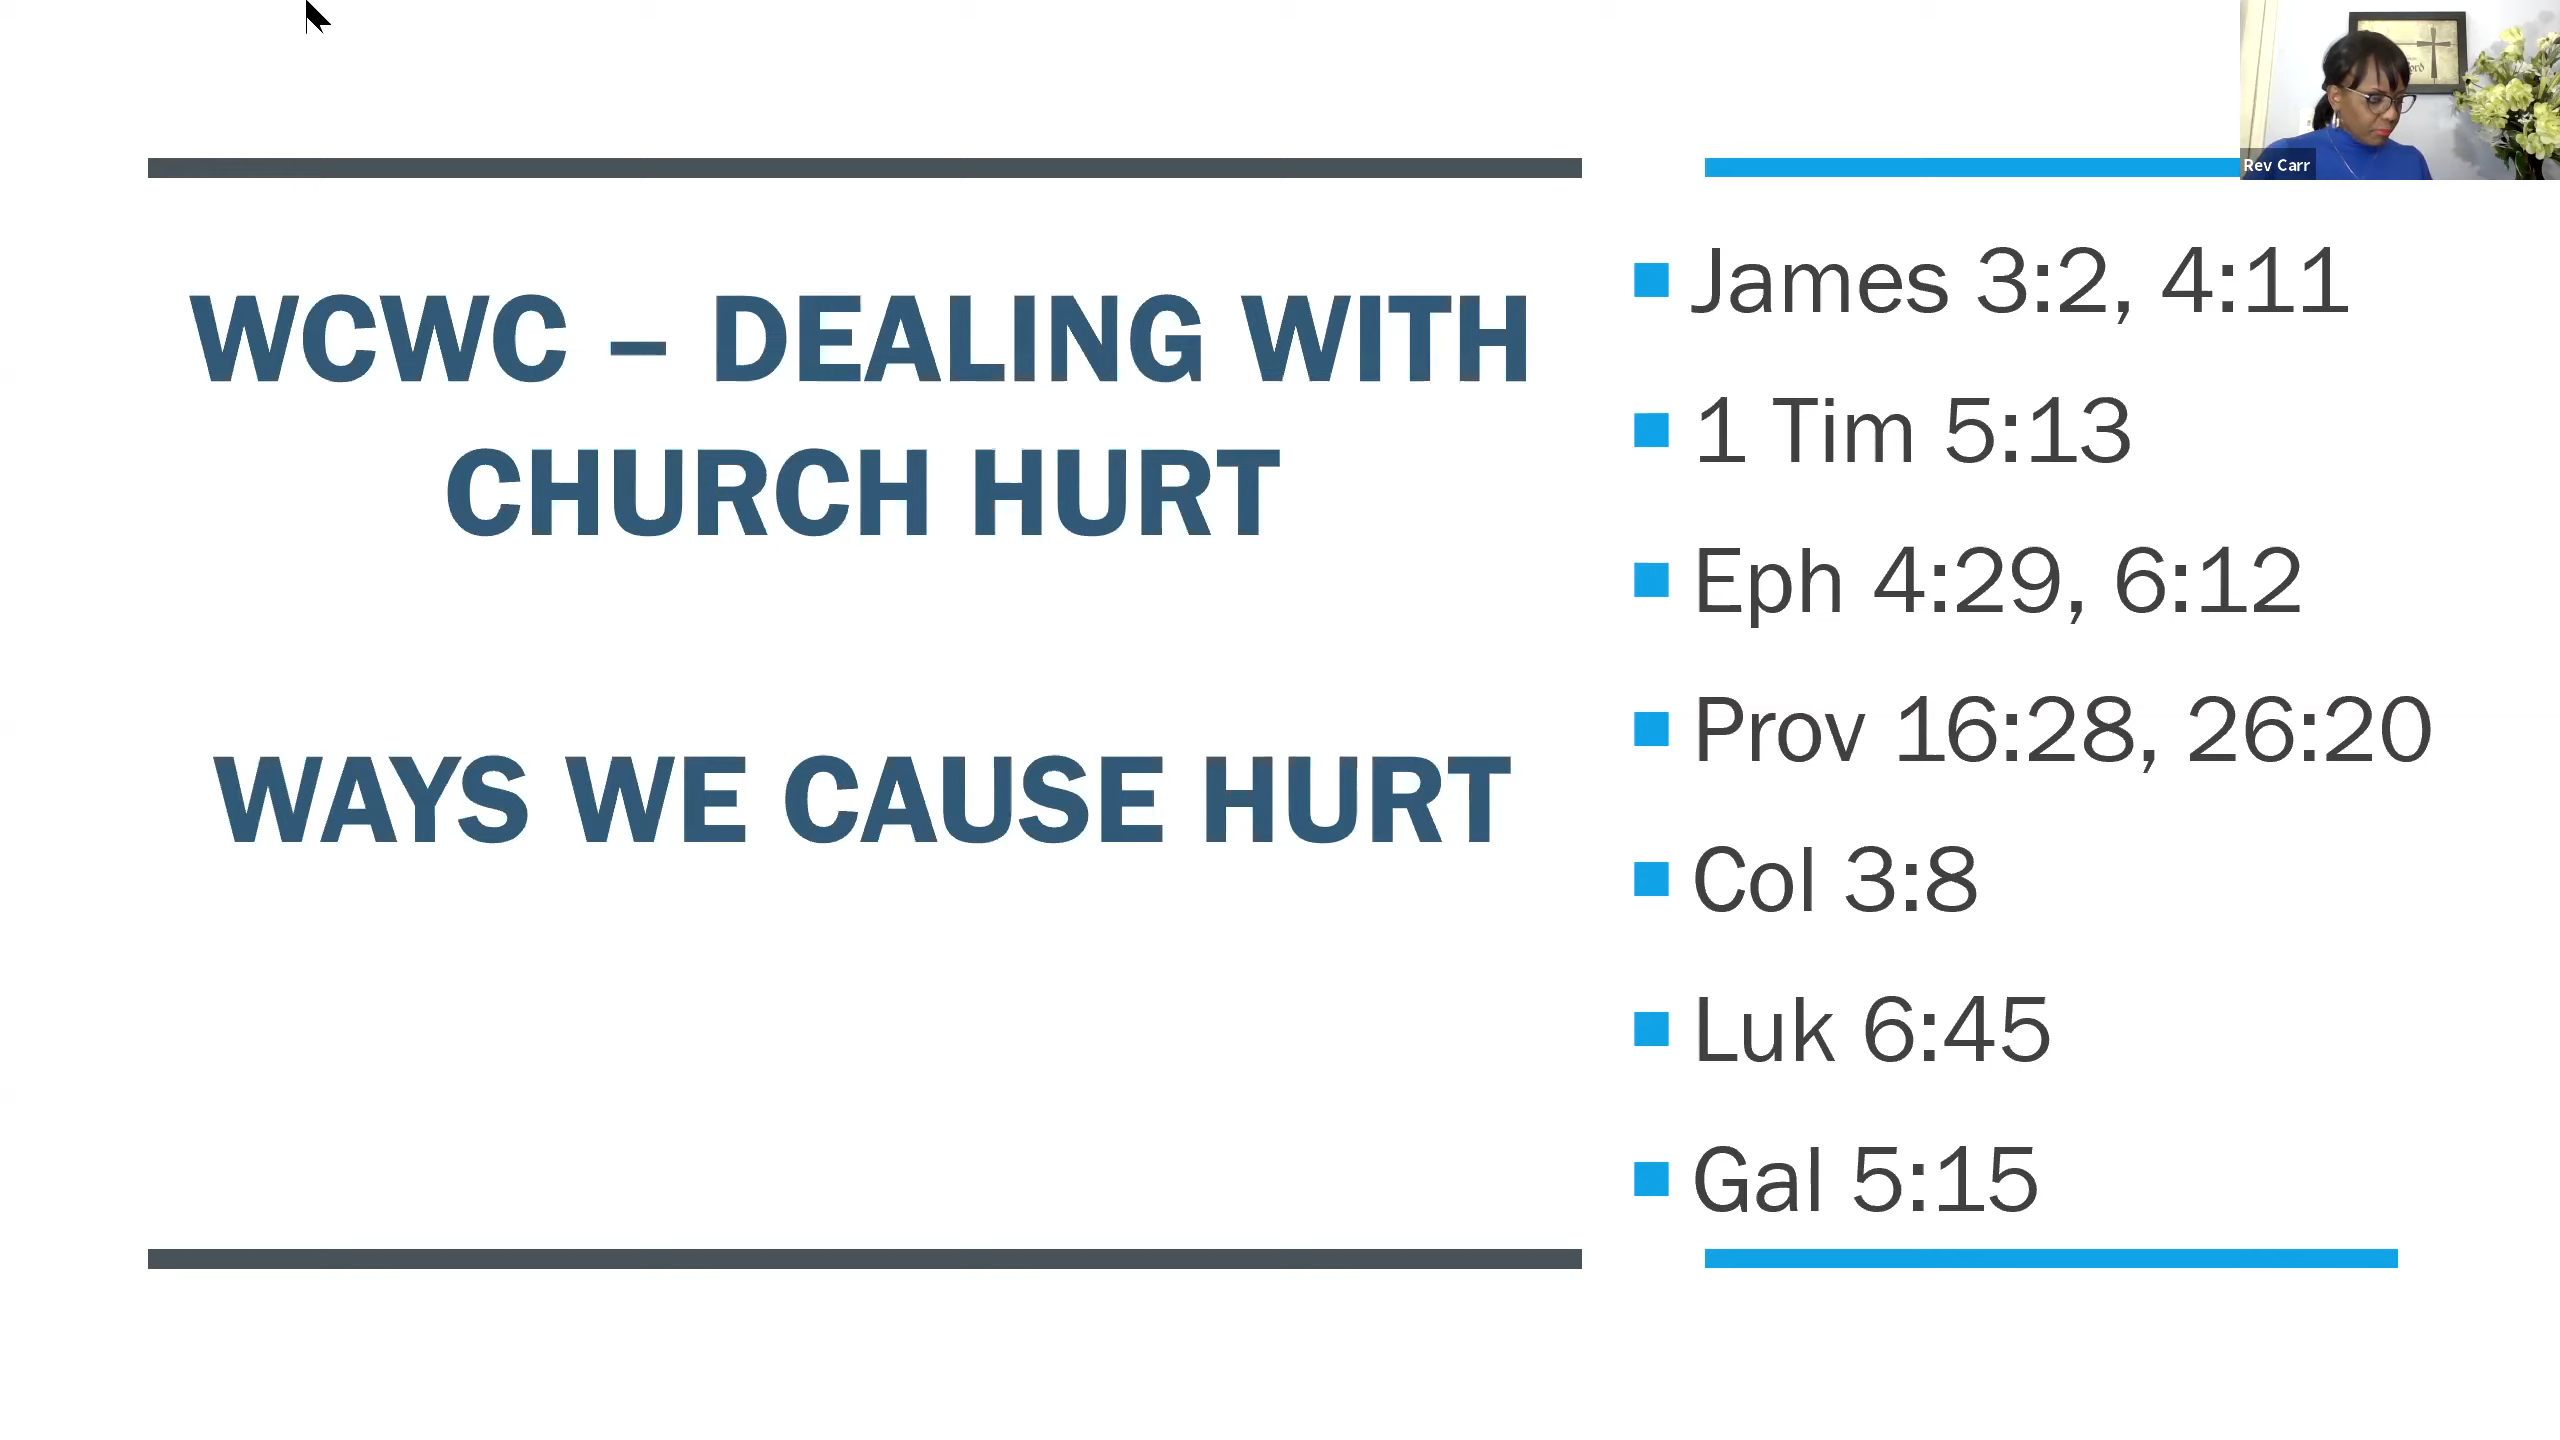 WCWC – DEALING WITH
CHURCH HURT
WAYS WE CAUSE HURT
James 3:2, 4:11
1 Tim 5:13
Eph 4:29, 6:12
Prov 16:28, 26:20
Col 3:8
Luk 6:45
Gal 5:15
Rev Carr